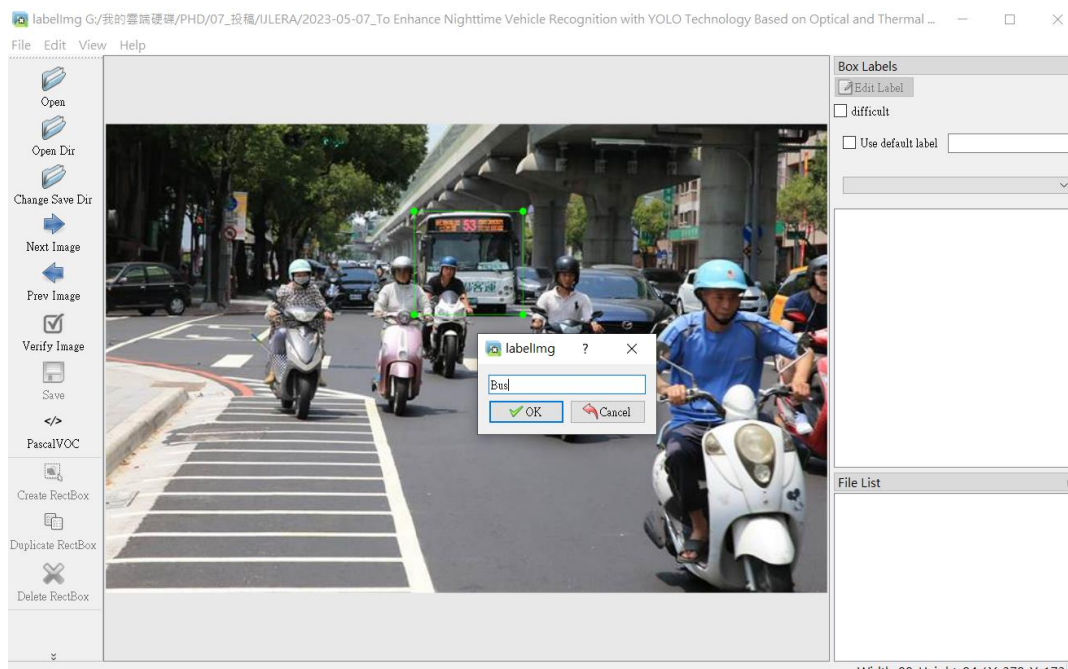 labelImg G:/我的雲端硬碟/PHD/07_投稿/IJLERA/2023-05-07_To Enhance Nighttime Vehicle Recognition with YOLO Technology Based on Optical and Thermal ...
File Edit View Help
Open
Open Dir
Change Save Dir
Next Image
Prev Image
Verify Image
Save
</>
PascalVOC
Create RectBox
Duplicate RectBox
Delete RectBox
53
客運
labelImg ?
Bus
OK Cancel
Box Labels
Edit Label
difficult
Use default label
File List